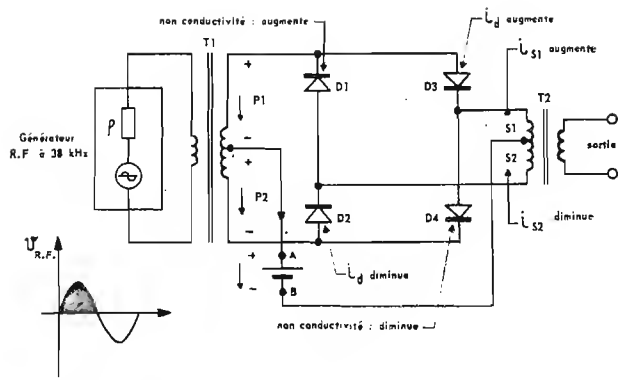 non conductivité : augmente
i_d augmente
i_S1 augmente
T1
+
P1
-
+
P2
-
D1
D3
T2
S1
S2
sortie
Générateur
R.F à 38 kHz
ρ
D2
D4
i_S2 diminue
+
A
-
B
i_d diminue
V_R.F.
non conductivité : diminue